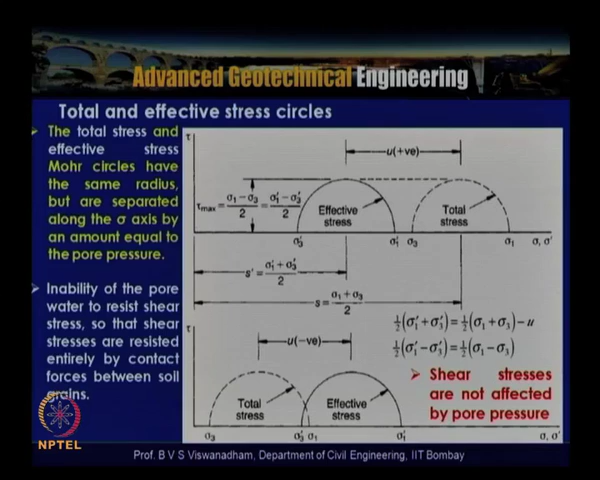 Advanced Geotechnical Engineering
Total and effective stress circles
The total stress and
effective stress
Mohr circles have
the same radius,
but are separated
along the σ axis by
an amount equal to
the pore pressure.
Inability of the pore
water to resist shear
stress, so that shear
stresses are resisted
entirely by contact
forces between soil
grains.
τ
u(+ve)
τmax = (σ1 − σ3)/2 = (σ′1 − σ′3)/2
Effective stress
Total stress
σ′3 σ′1 σ3 σ1 σ, σ′
s′ = (σ′1 + σ′3)/2
s = (σ1 + σ3)/2
½(σ′1 + σ′3) = ½(σ1 + σ3) − u
½(σ′1 − σ′3) = ½(σ1 − σ3)
τ
u(−ve)
Total stress
Effective stress
σ3 σ′3 σ1 σ′1 σ, σ′
Shear stresses
are not affected
by pore pressure
NPTEL
Prof. B V S Viswanadham, Department of Civil Engineering, IIT Bombay